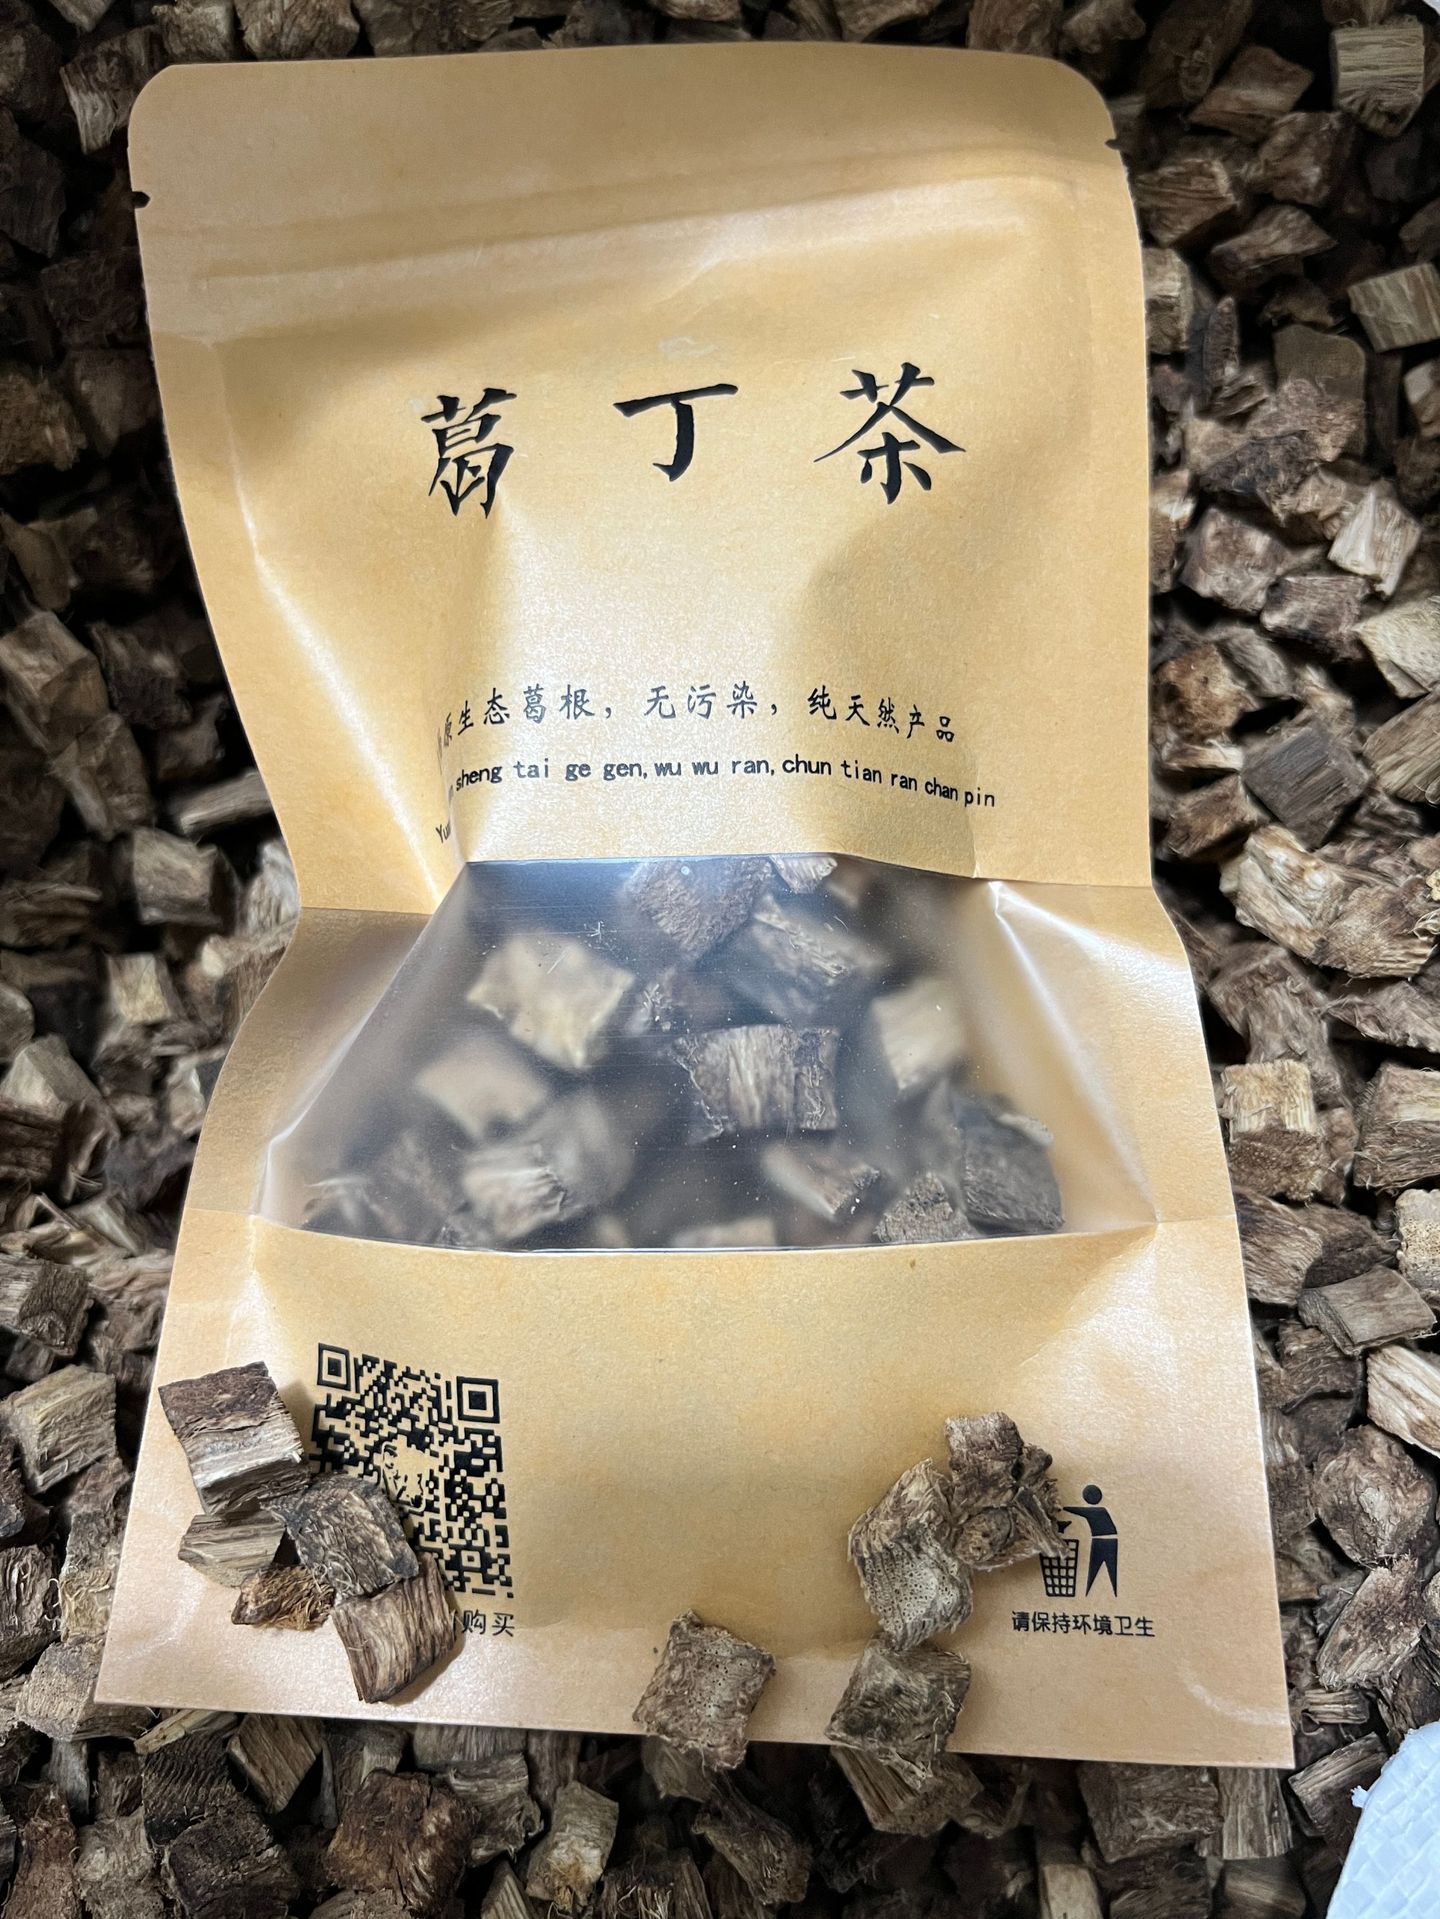 葛丁茶
原生态葛根，无污染，纯天然产品
sheng tai ge gen, wu wu ran, chun tian ran chan pin
购买
请保持环境卫生